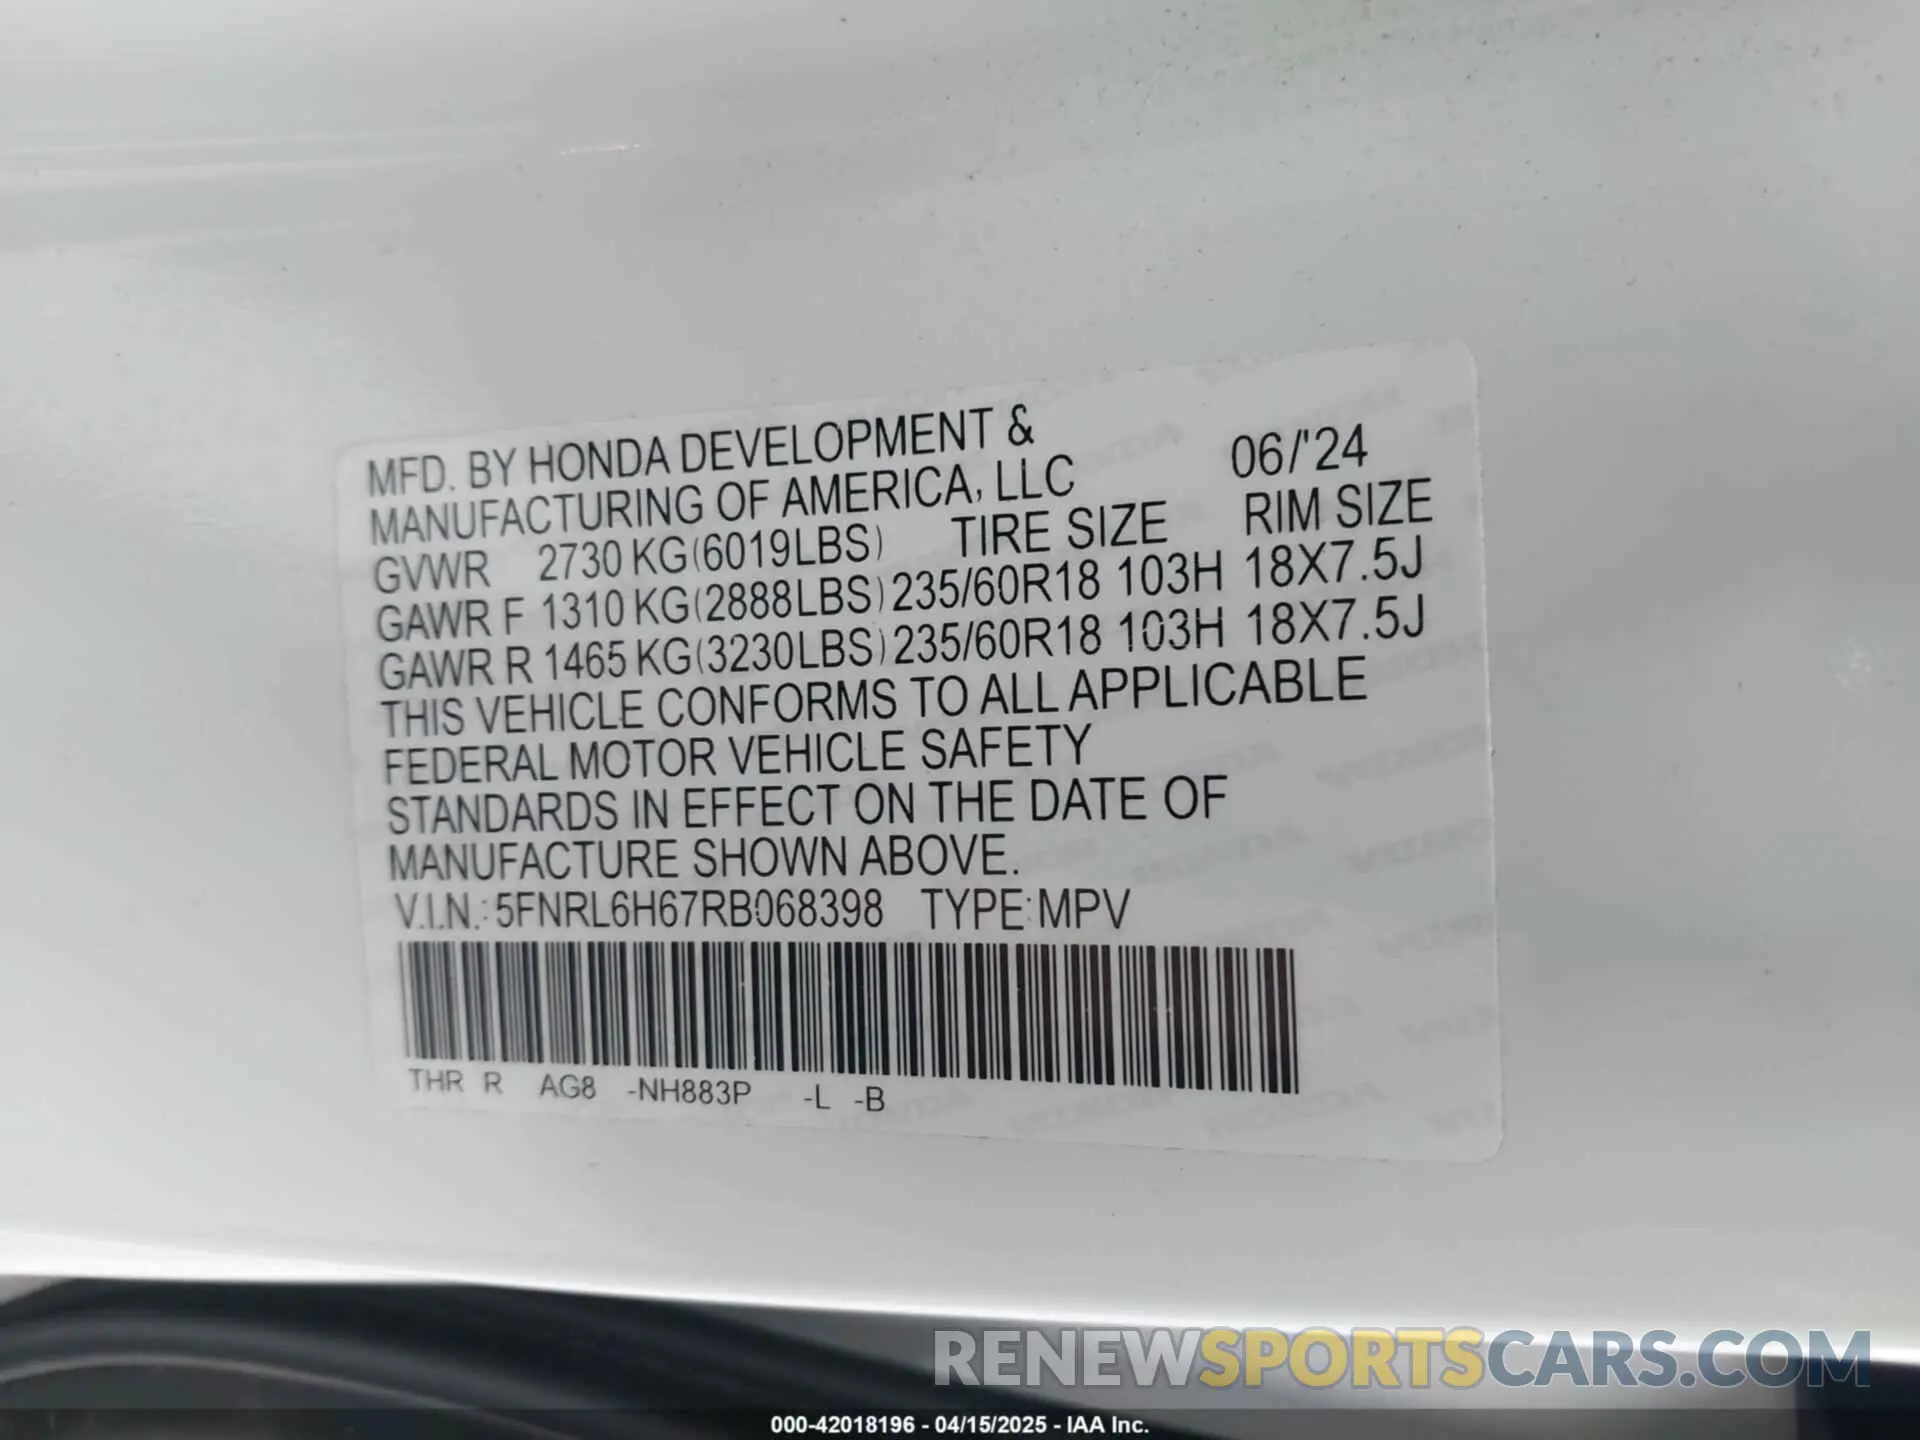 MFD. BY HONDA DEVELOPMENT &
MANUFACTURING OF AMERICA, LLC 06/'24
GVWR 2730 KG(6019LBS) TIRE SIZE RIM SIZE
GAWR F 1310 KG(2888LBS) 235/60R18 103H 18X7.5J
GAWR R 1465 KG(3230LBS) 235/60R18 103H 18X7.5J
THIS VEHICLE CONFORMS TO ALL APPLICABLE
FEDERAL MOTOR VEHICLE SAFETY
STANDARDS IN EFFECT ON THE DATE OF
MANUFACTURE SHOWN ABOVE.
V.I.N.: 5FNRL6H67RB068398 TYPE: MPV
THR R AG8 -NH883P -L -B
RENEWSPORTSCARS.COM
000-42018196 - 04/15/2025 - IAA Inc.